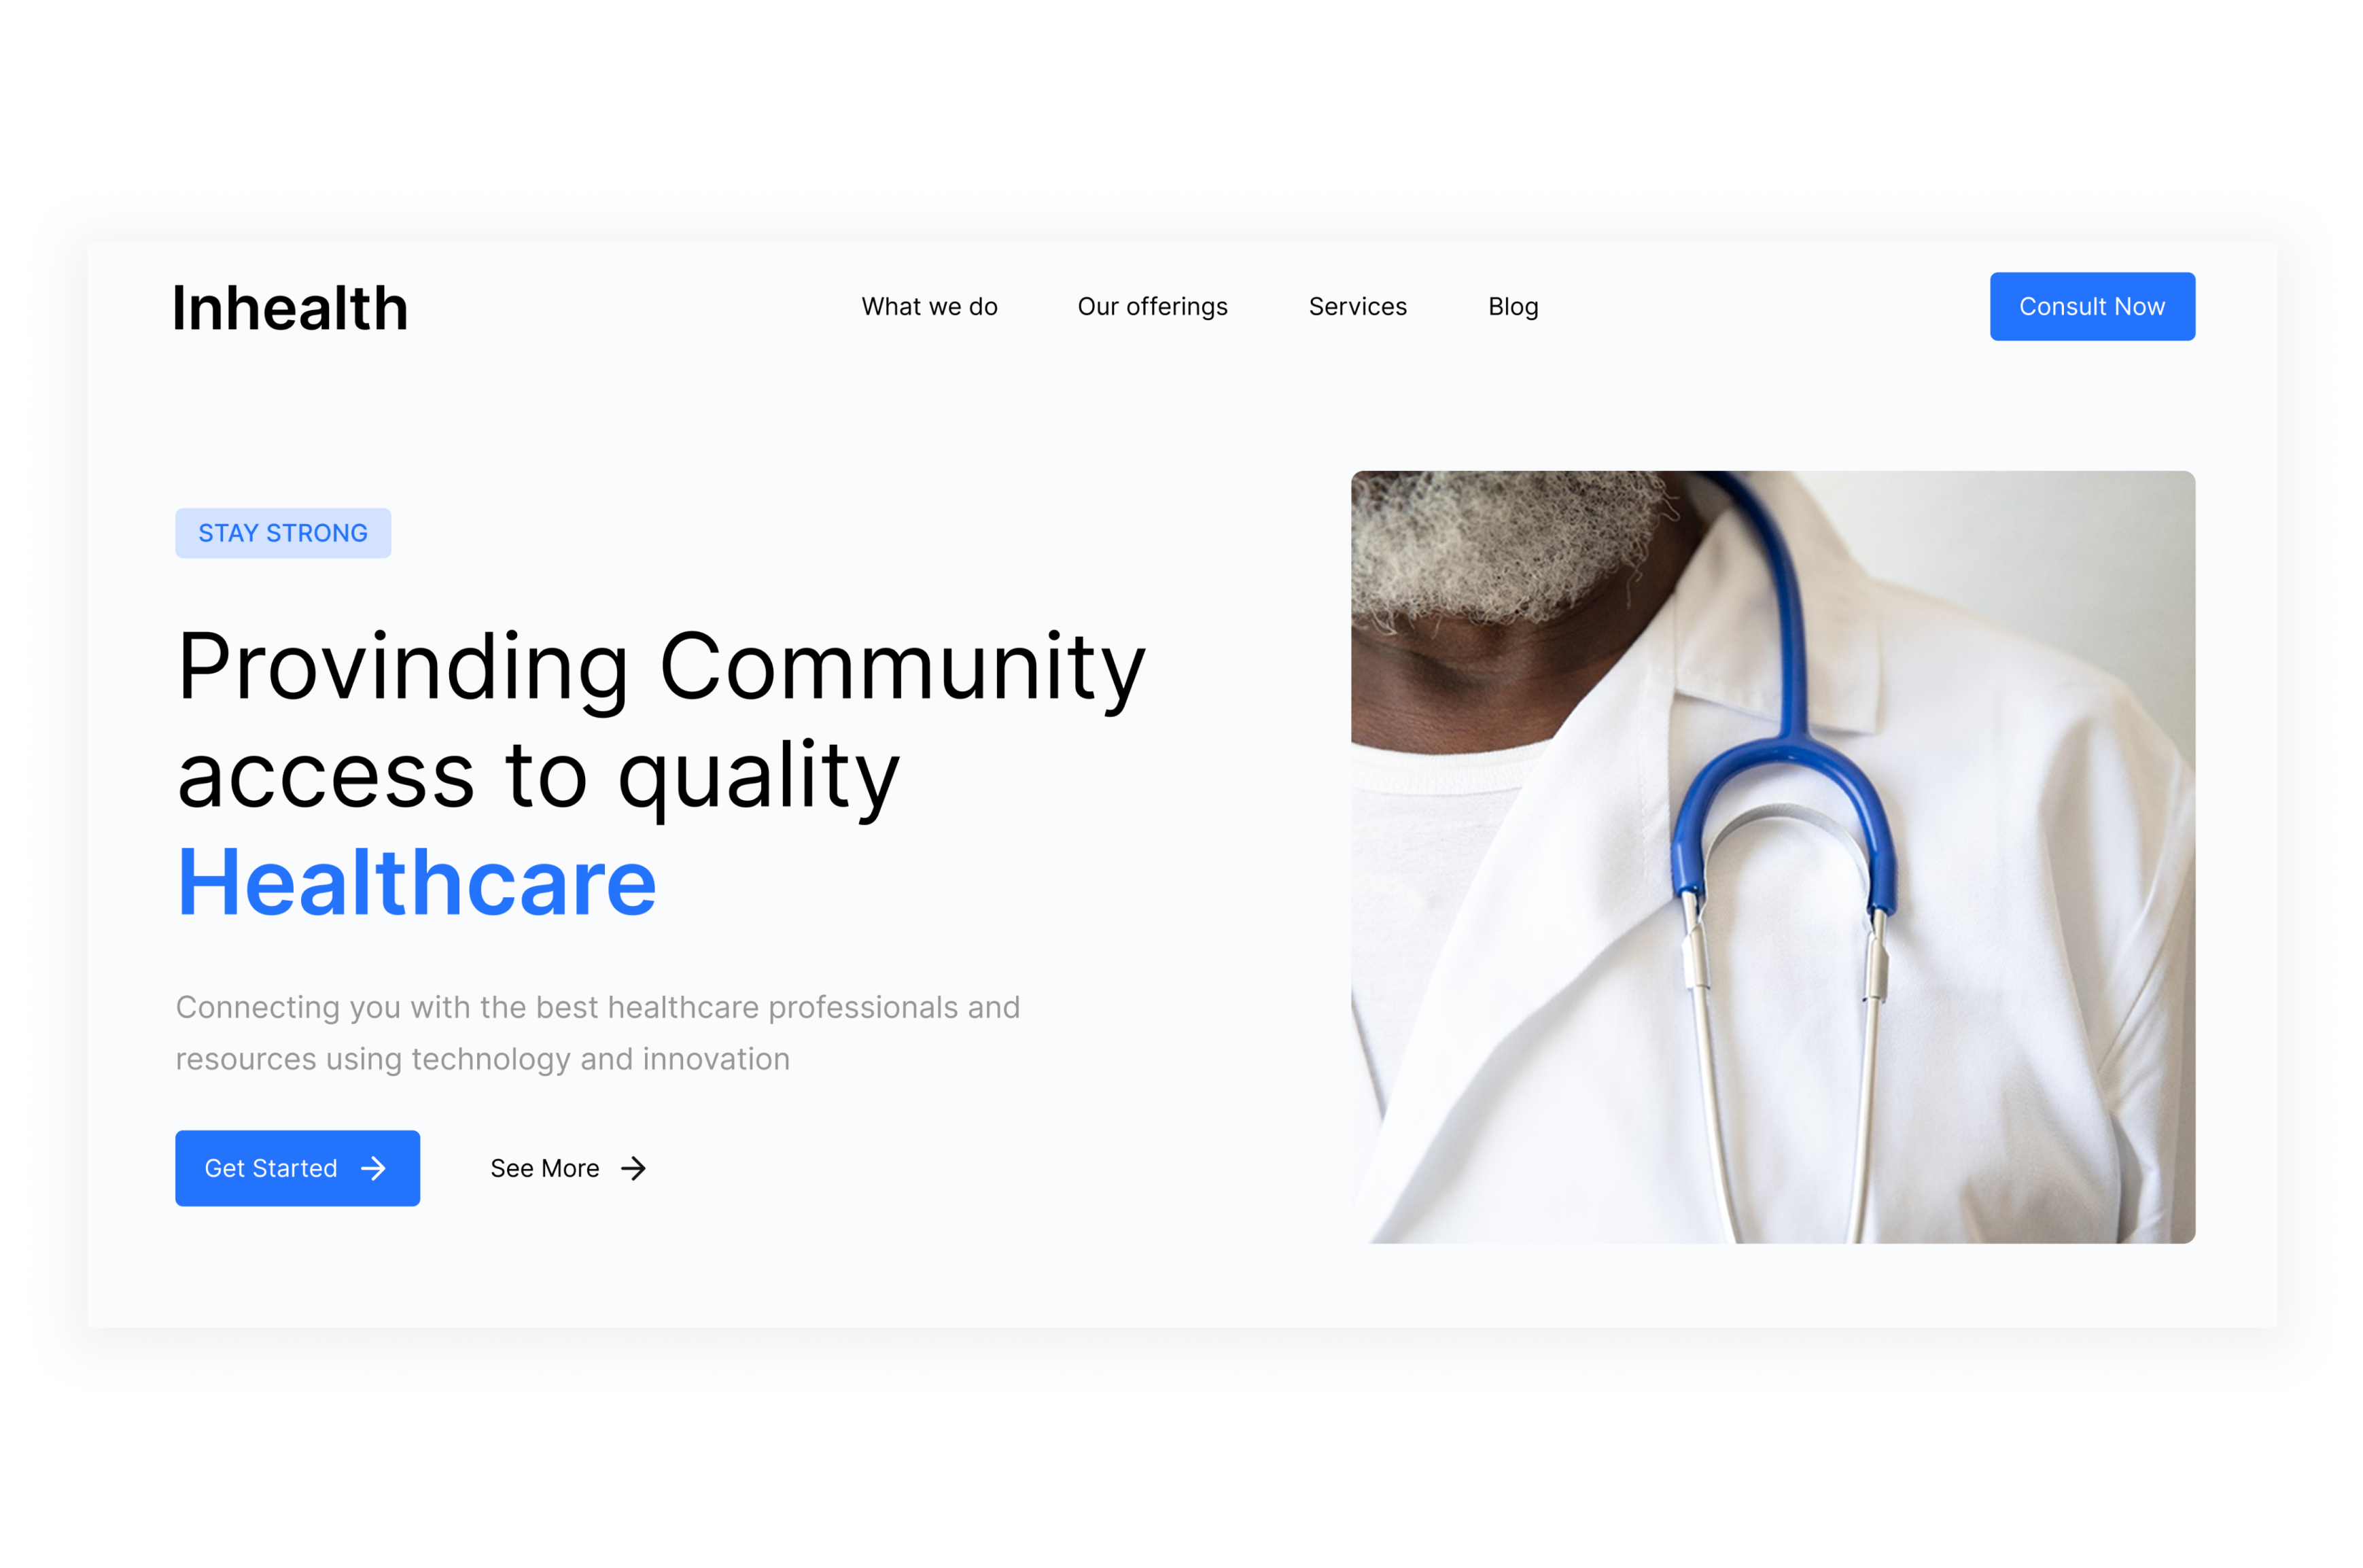 Inhealth
What we do
Our offerings
Services
Blog
Consult Now
STAY STRONG
Provinding Community
access to quality
Healthcare
Connecting you with the best healthcare professionals and
resources using technology and innovation
Get Started
See More